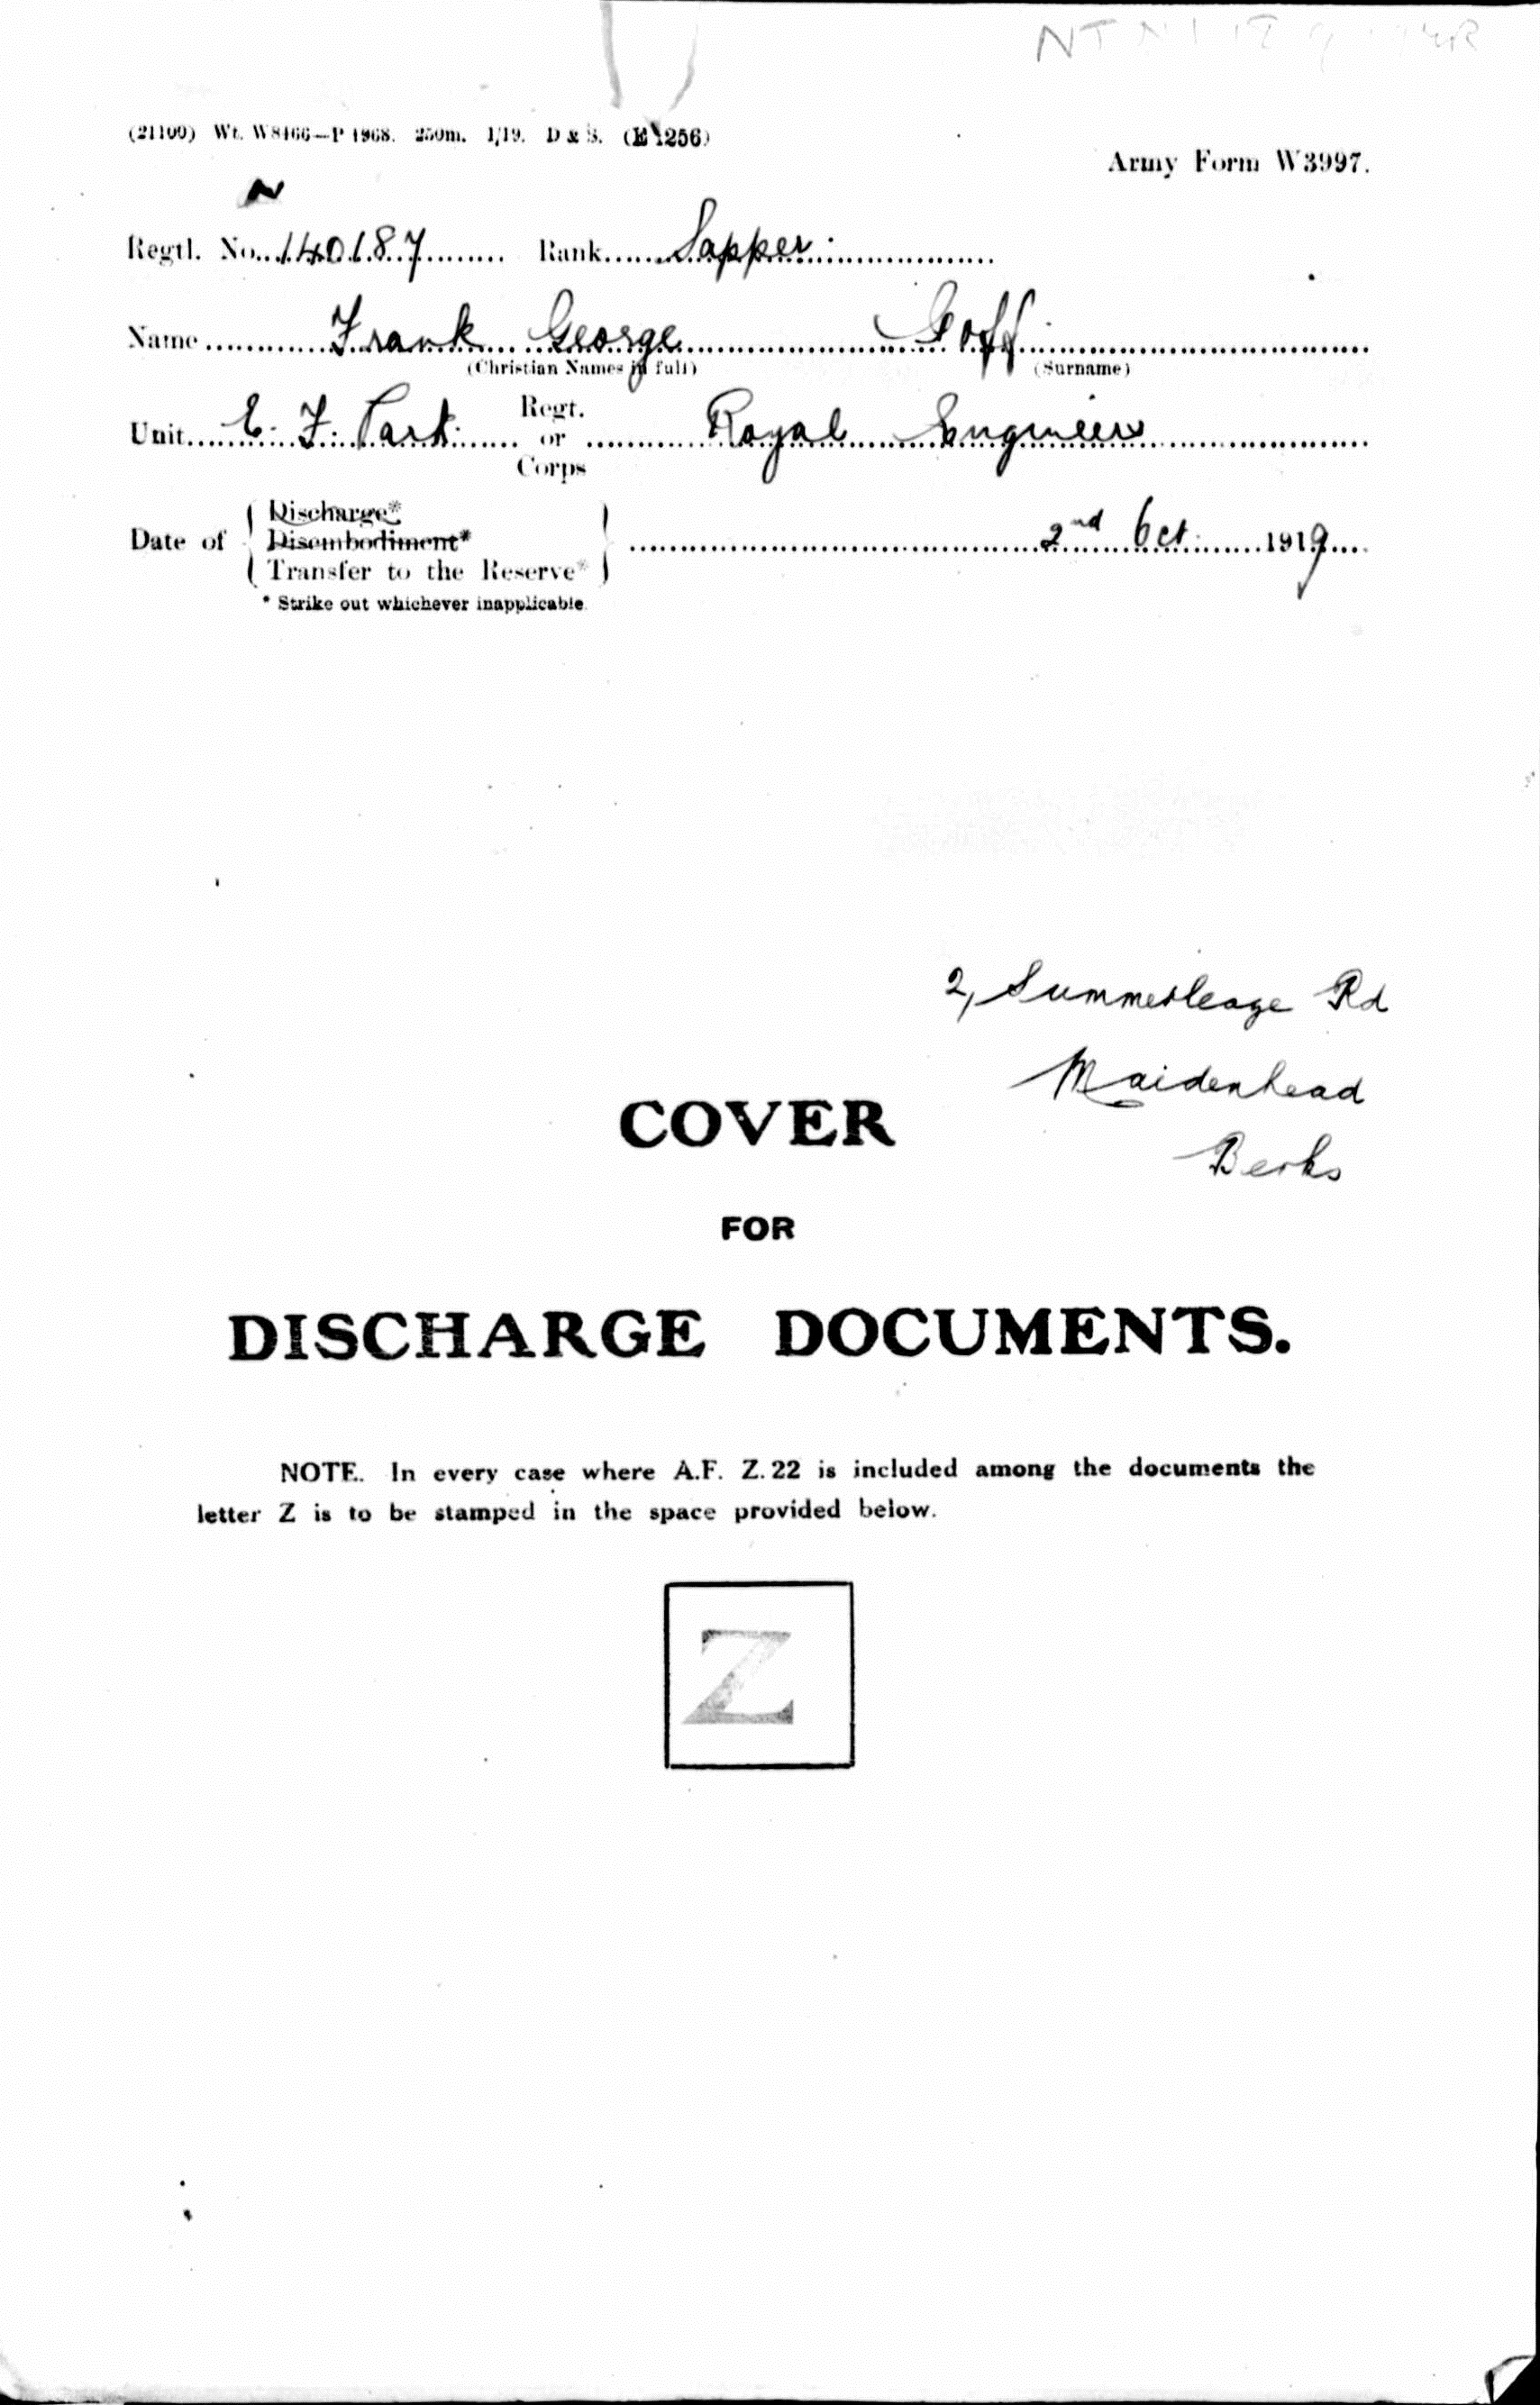 (21100) Wt. W8466—P 1968. 250m. 1/19. D & S. (E 1256)
Army Form W3997.
N
Regtl. No. 140187 Rank Sapper
Name Frank George Goff
(Christian Names in full) (Surname)
Unit E. F. Park Regt. or Corps Royal Engineers
Discharge*
Date of Disembodiment* 2nd Oct 1919
Transfer to the Reserve*
* Strike out whichever inapplicable.
2, Summerleaze Rd
Maidenhead
Berks
COVER
FOR
DISCHARGE DOCUMENTS.
NOTE. In every case where A.F. Z.22 is included among the documents the
letter Z is to be stamped in the space provided below.
Z